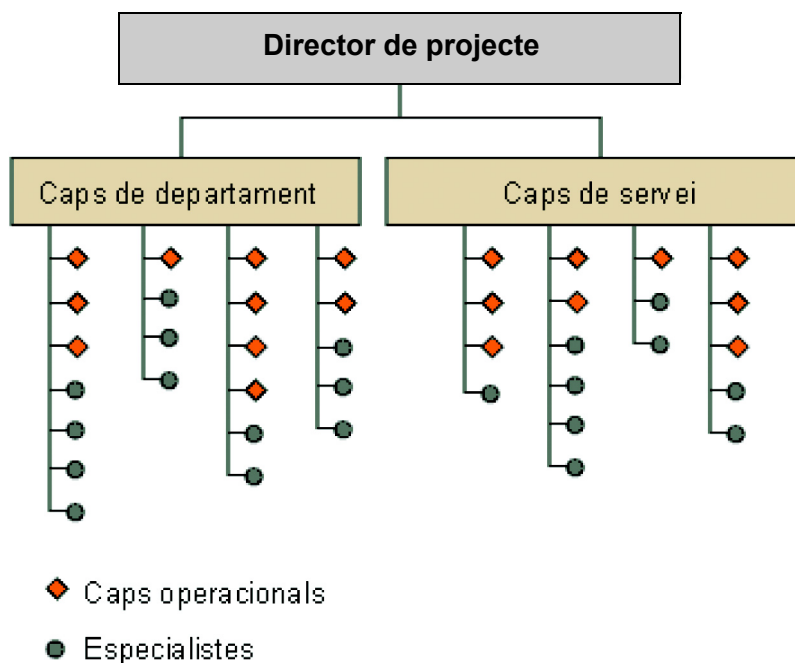 Director de projecte
Caps de departament
Caps de servei
Caps operacionals
Especialistes